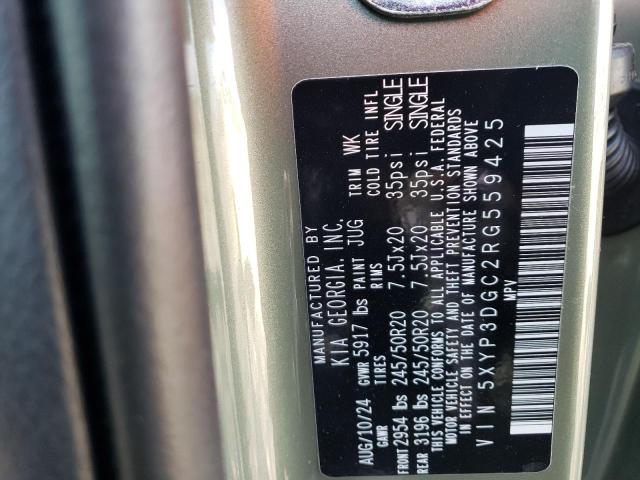 MANUFACTURED BY
KIA GEORGIA, INC.
AUG/10/24 GVWR 5917 lbs PAINT JUG TRIM WK
GAWR TIRES RIMS COLD TIRE INFL
FRONT 2954 lbs 245/50R20 7.5Jx20 35psi SINGLE
REAR 3196 lbs 245/50R20 7.5Jx20 35psi SINGLE
THIS VEHICLE CONFORMS TO ALL APPLICABLE U.S.A. FEDERAL
MOTOR VEHICLE SAFETY AND THEFT PREVENTION STANDARDS
IN EFFECT ON THE DATE OF MANUFACTURE SHOWN ABOVE
VIN 5XYP3DGC2RG559425
MPV